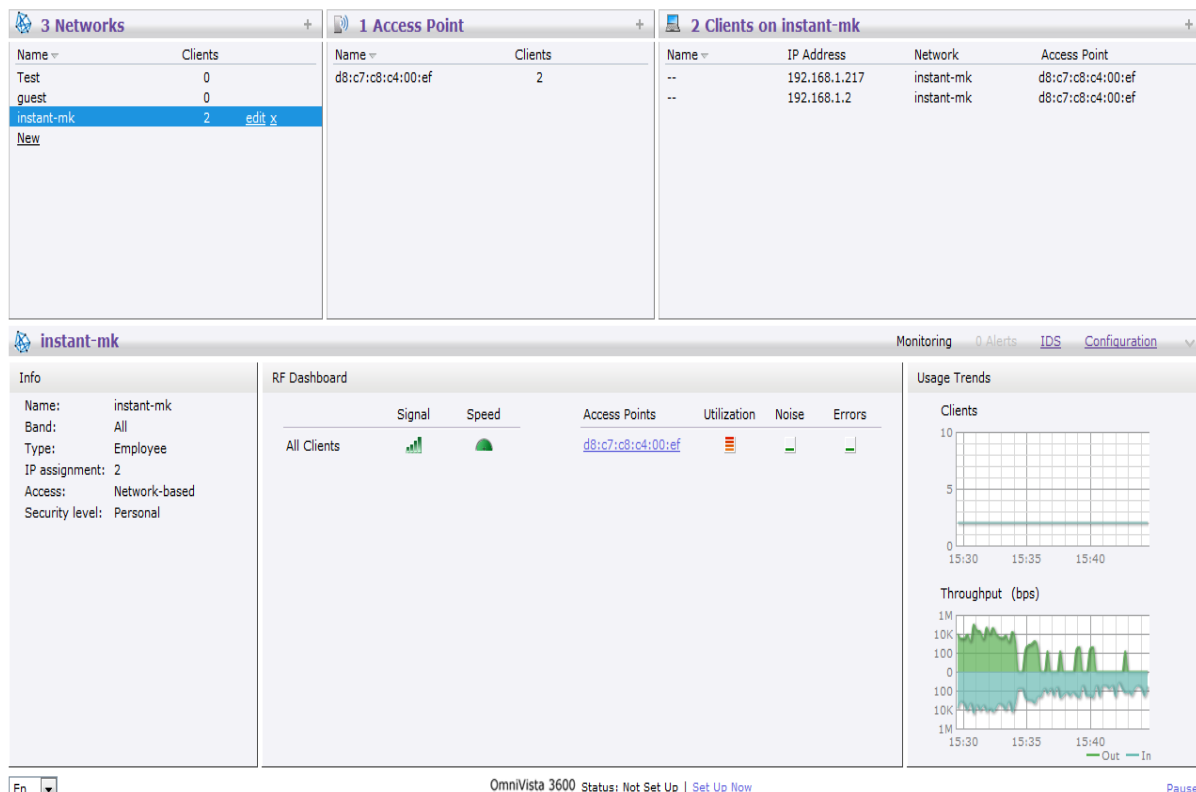 3 Networks +
Name Clients
Test 0
guest 0
instant-mk 2 edit x
New
1 Access Point +
Name Clients
d8:c7:c8:c4:00:ef 2
2 Clients on instant-mk +
Name IP Address Network Access Point
-- 192.168.1.217 instant-mk d8:c7:c8:c4:00:ef
-- 192.168.1.2 instant-mk d8:c7:c8:c4:00:ef
instant-mk Monitoring 0 Alerts IDS Configuration
Info
Name: instant-mk
Band: All
Type: Employee
IP assignment: 2
Access: Network-based
Security level: Personal
RF Dashboard
Signal Speed Access Points Utilization Noise Errors
All Clients d8:c7:c8:c4:00:ef
Usage Trends
Clients
10
5
0
15:30 15:35 15:40
Throughput (bps)
1M
10K
100
0
100
10K
1M
15:30 15:35 15:40
Out In
En OmniVista 3600 Status: Not Set Up | Set Up Now Pause